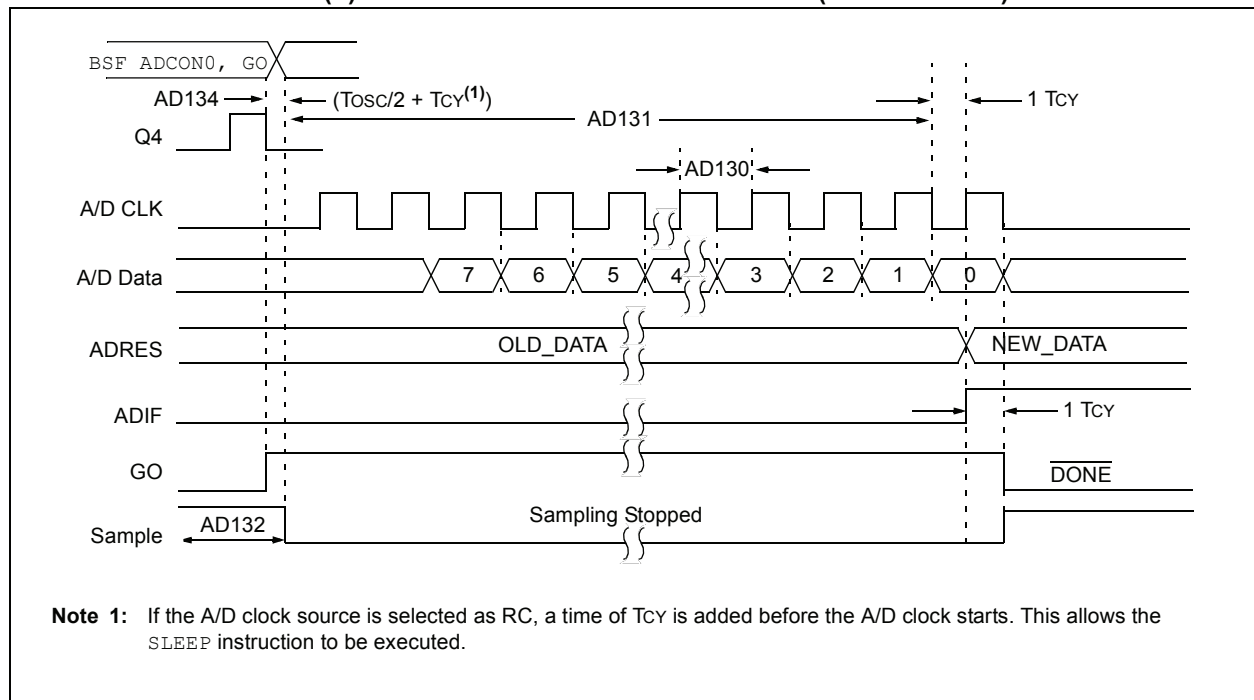 BSF ADCON0, GO
AD134 (TOSC/2 + TCY(1)) 1 TCY
AD131
Q4
AD130
A/D CLK
A/D Data 7 6 5 4 3 2 1 0
ADRES OLD_DATA NEW_DATA
ADIF 1 TCY
GO DONE
Sampling Stopped
AD132
Sample
Note 1: If the A/D clock source is selected as RC, a time of TCY is added before the A/D clock starts. This allows the
SLEEP instruction to be executed.